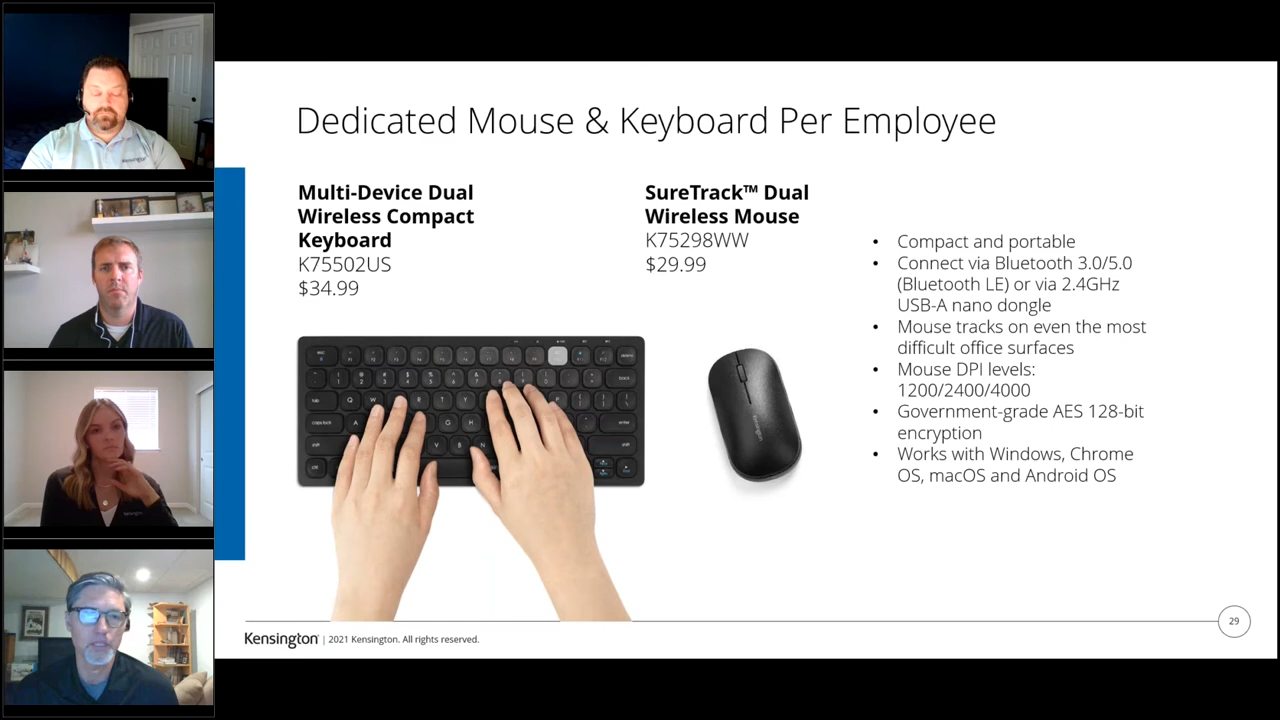 Dedicated Mouse & Keyboard Per Employee
Multi-Device Dual
Wireless Compact
Keyboard
K75502US
$34.99
SureTrack™ Dual
Wireless Mouse
K75298WW
$29.99
• Compact and portable
• Connect via Bluetooth 3.0/5.0
(Bluetooth LE) or via 2.4GHz
USB-A nano dongle
• Mouse tracks on even the most
difficult office surfaces
• Mouse DPI levels:
1200/2400/4000
• Government-grade AES 128-bit
encryption
• Works with Windows, Chrome
OS, macOS and Android OS
Kensington | 2021 Kensington. All rights reserved.
29